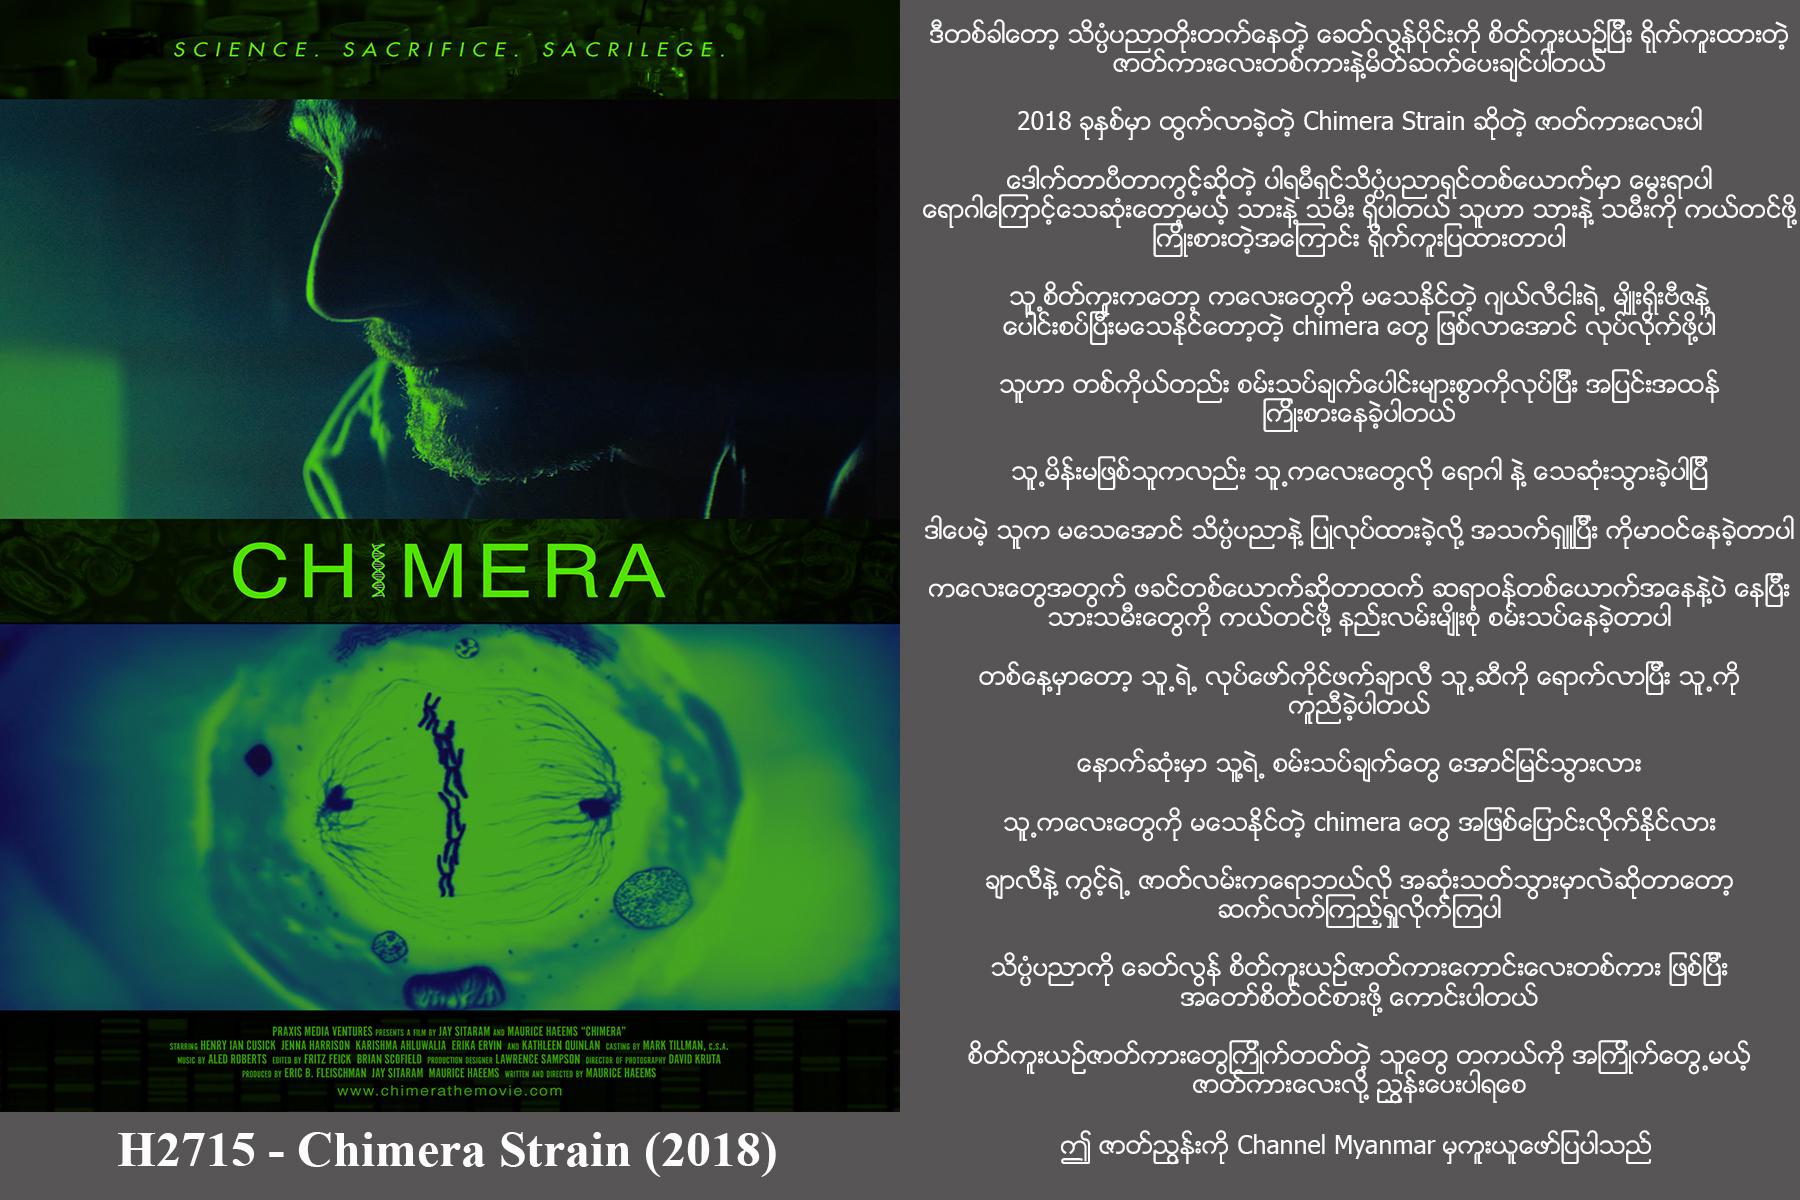 SCIENCE. SACRIFICE. SACRILEGE.
CHIMERA
PRAXIS MEDIA VENTURES PRESENTS A FILM BY JAY SITARAM AND MAURICE HAEEMS "CHIMERA"
STARRING HENRY IAN CUSICK JENNA HARRISON KARISHMA AHLUWALIA ERIKA ERVIN AND KATHLEEN QUINLAN CASTING BY MARK TILLMAN, C.S.A.
MUSIC BY ALED ROBERTS EDITED BY FRITZ FEICK BRIAN SCOFIELD PRODUCTION DESIGNER LAWRENCE SAMPSON DIRECTOR OF PHOTOGRAPHY DAVID KRUTA
PRODUCED BY ERIC B. FLEISCHMAN JAY SITARAM MAURICE HAEEMS WRITTEN AND DIRECTED BY MAURICE HAEEMS
www.chimerathemovie.com
H2715 - Chimera Strain (2018)
ဒီတစ်ခါတော့ သိပ္ပံပညာတိုးတက်နေတဲ့ ခေတ်လွန်ပိုင်းကို စိတ်ကူးယဉ်ပြီး ရိုက်ကူးထားတဲ့
ဇာတ်ကားလေးတစ်ကားနဲ့မိတ်ဆက်ပေးချင်ပါတယ်
2018 ခုနှစ်မှာ ထွက်လာခဲ့တဲ့ Chimera Strain ဆိုတဲ့ ဇာတ်ကားလေးပါ
ဒေါက်တာပီတာကွင့်ဆိုတဲ့ ပါရမီရှင်သိပ္ပံပညာရှင်တစ်ယောက်မှာ မွေးရာပါ
ရောဂါကြောင့်သေဆုံးတော့မယ့် သားနဲ့ သမီး ရှိပါတယ် သူဟာ သားနဲ့ သမီးကို ကယ်တင်ဖို့
ကြိုးစားတဲ့အကြောင်း ရိုက်ကူးပြထားတာပါ
သူ့စိတ်ကူးကတော့ ကလေးတွေကို မသေနိုင်တဲ့ ဂျယ်လီငါးရဲ့ မျိုးရိုးဗီဇနဲ့
ပေါင်းစပ်ပြီးမသေနိုင်တော့တဲ့ chimera တွေ ဖြစ်လာအောင် လုပ်လိုက်ဖို့ပါ
သူဟာ တစ်ကိုယ်တည်း စမ်းသပ်ချက်ပေါင်းများစွာကိုလုပ်ပြီး အပြင်းအထန်
ကြိုးစားနေခဲ့ပါတယ်
သူ့မိန်းမဖြစ်သူကလည်း သူ့ကလေးတွေလို ရောဂါ နဲ့ သေဆုံးသွားခဲ့ပါပြီ
ဒါပေမဲ့ သူက မသေအောင် သိပ္ပံပညာနဲ့ ပြုလုပ်ထားခဲ့လို့ အသက်ရှူပြီး ကိုမာဝင်နေခဲ့တာပါ
ကလေးတွေအတွက် ဖခင်တစ်ယောက်ဆိုတာထက် ဆရာဝန်တစ်ယောက်အနေနဲ့ပဲ နေပြီး
သားသမီးတွေကို ကယ်တင်ဖို့ နည်းလမ်းမျိုးစုံ စမ်းသပ်နေခဲ့တာပါ
တစ်နေ့မှာတော့ သူ့ရဲ့ လုပ်ဖော်ကိုင်ဖက်ချာလီ သူ့ဆီကို ရောက်လာပြီး သူ့ကို
ကူညီခဲ့ပါတယ်
နောက်ဆုံးမှာ သူ့ရဲ့ စမ်းသပ်ချက်တွေ အောင်မြင်သွားလား
သူ့ကလေးတွေကို မသေနိုင်တဲ့ chimera တွေ အဖြစ်ပြောင်းလိုက်နိုင်လား
ချာလီနဲ့ ကွင့်ရဲ့ ဇာတ်လမ်းကရောဘယ်လို အဆုံးသတ်သွားမှာလဲဆိုတာတော့
ဆက်လက်ကြည့်ရှုလိုက်ကြပါ
သိပ္ပံပညာကို ခေတ်လွန် စိတ်ကူးယဉ်ဇာတ်ကားကောင်းလေးတစ်ကား ဖြစ်ပြီး
အတော်စိတ်ဝင်စားဖို့ ကောင်းပါတယ်
စိတ်ကူးယဉ်ဇာတ်ကားတွေကြိုက်တတ်တဲ့ သူတွေ တကယ်ကို အကြိုက်တွေ့မယ့်
ဇာတ်ကားလေးလို့ ညွှန်းပေးပါရစေ
ဤ ဇာတ်ညွှန်းကို Channel Myanmar မှကူးယူဖော်ပြပါသည်